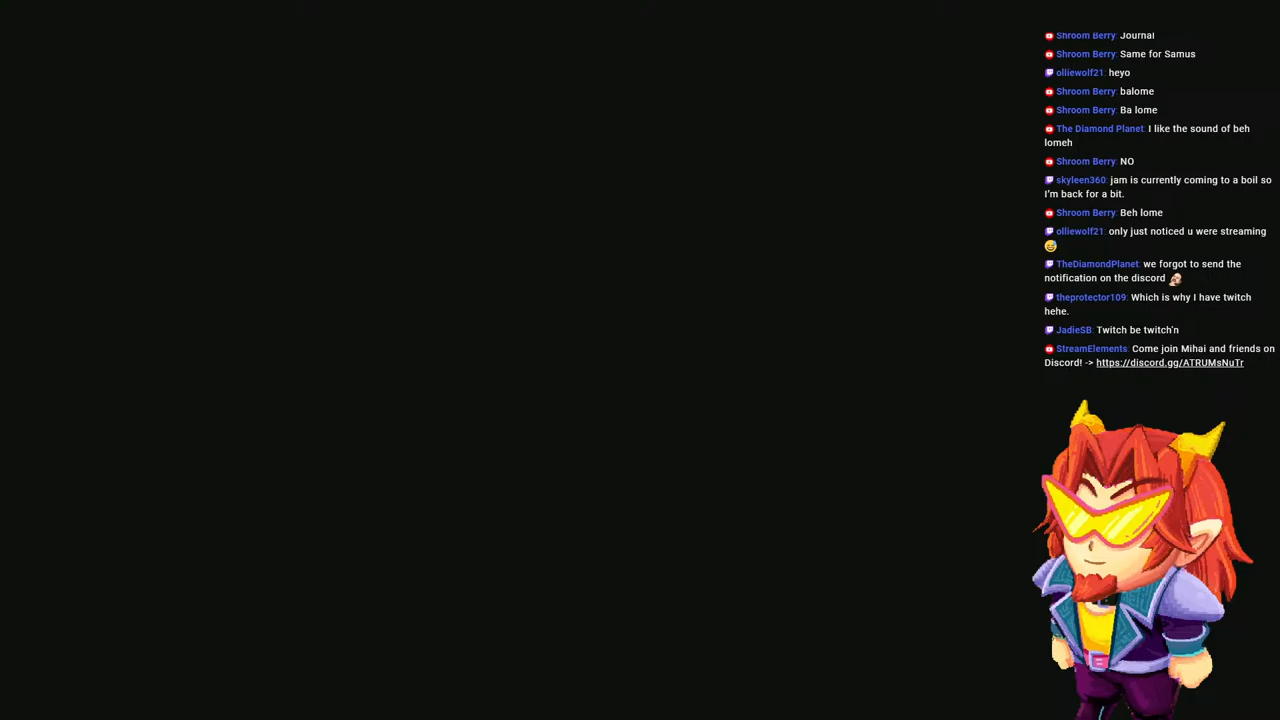 Shroom Berry: Journal
Shroom Berry: Same for Samus
olliewolf21: heyo
Shroom Berry: balome
Shroom Berry: Ba lome
The Diamond Planet: I like the sound of beh
lomeh
Shroom Berry: NO
skyleen360: jam is currently coming to a boil so
I'm back for a bit.
Shroom Berry: Beh lome
olliewolf21: only just noticed u were streaming
😅
TheDiamondPlanet: we forgot to send the
notification on the discord
theprotector109: Which is why I have twitch
hehe.
JadieSB: Twitch be twitch'n
StreamElements: Come join Mihai and friends on
Discord! -> https://discord.gg/ATRUMsNuTr